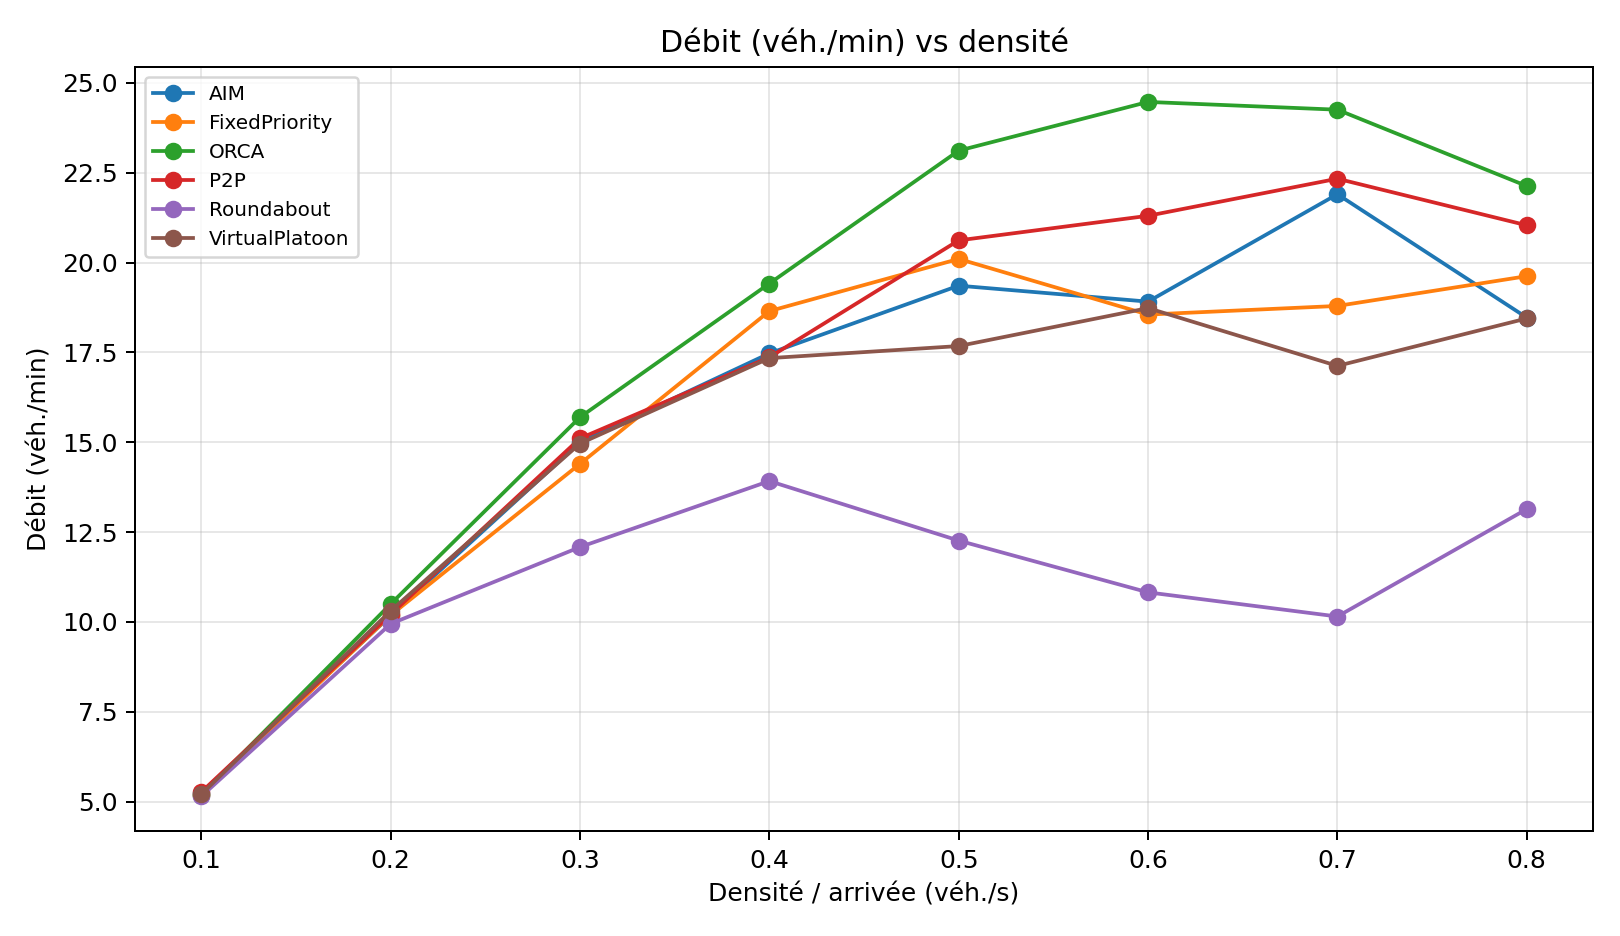 Débit (véh./min) vs densité
AIM
FixedPriority
ORCA
P2P
Roundabout
VirtualPlatoon
Débit (véh./min)
25.0
22.5
20.0
17.5
15.0
12.5
10.0
7.5
5.0
0.1 0.2 0.3 0.4 0.5 0.6 0.7 0.8
Densité / arrivée (véh./s)